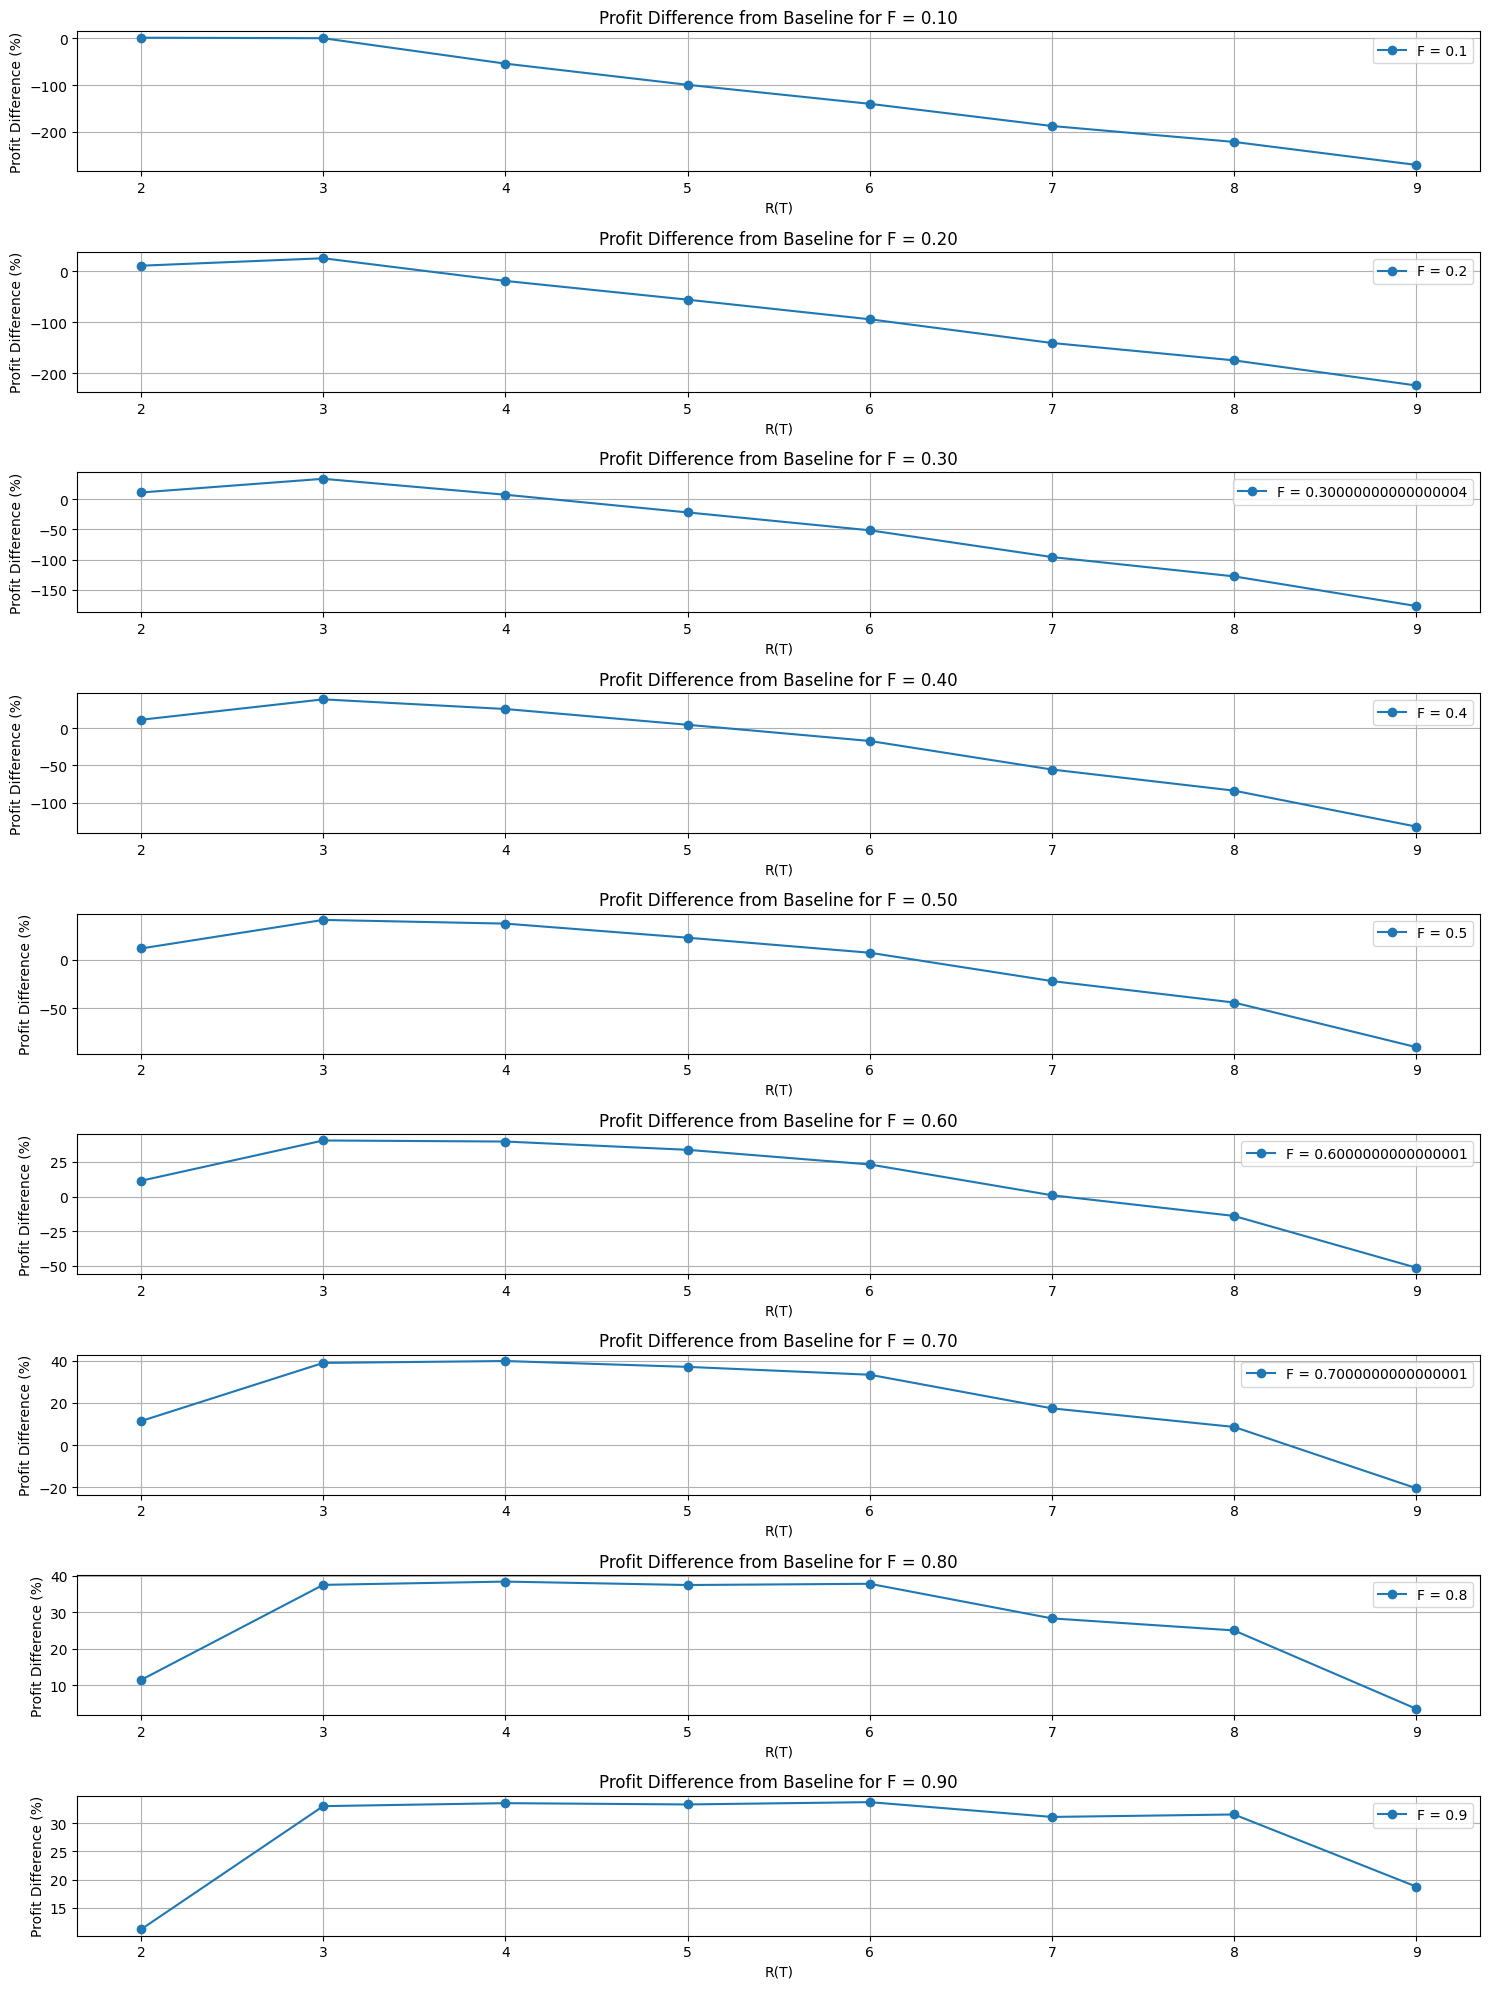 Profit Difference from Baseline for F = 0.10
Profit Difference (%)
0
−100
−200
F = 0.1
2 3 4 5 6 7 8 9
R(T)
Profit Difference from Baseline for F = 0.20
Profit Difference (%)
0
−100
−200
F = 0.2
2 3 4 5 6 7 8 9
R(T)
Profit Difference from Baseline for F = 0.30
Profit Difference (%)
0
−50
−100
−150
F = 0.30000000000000004
2 3 4 5 6 7 8 9
R(T)
Profit Difference from Baseline for F = 0.40
Profit Difference (%)
0
−50
−100
F = 0.4
2 3 4 5 6 7 8 9
R(T)
Profit Difference from Baseline for F = 0.50
Profit Difference (%)
0
−50
F = 0.5
2 3 4 5 6 7 8 9
R(T)
Profit Difference from Baseline for F = 0.60
Profit Difference (%)
25
0
−25
−50
F = 0.6000000000000001
2 3 4 5 6 7 8 9
R(T)
Profit Difference from Baseline for F = 0.70
Profit Difference (%)
40
20
0
−20
F = 0.7000000000000001
2 3 4 5 6 7 8 9
R(T)
Profit Difference from Baseline for F = 0.80
Profit Difference (%)
40
30
20
10
F = 0.8
2 3 4 5 6 7 8 9
R(T)
Profit Difference from Baseline for F = 0.90
Profit Difference (%)
30
25
20
15
F = 0.9
2 3 4 5 6 7 8 9
R(T)